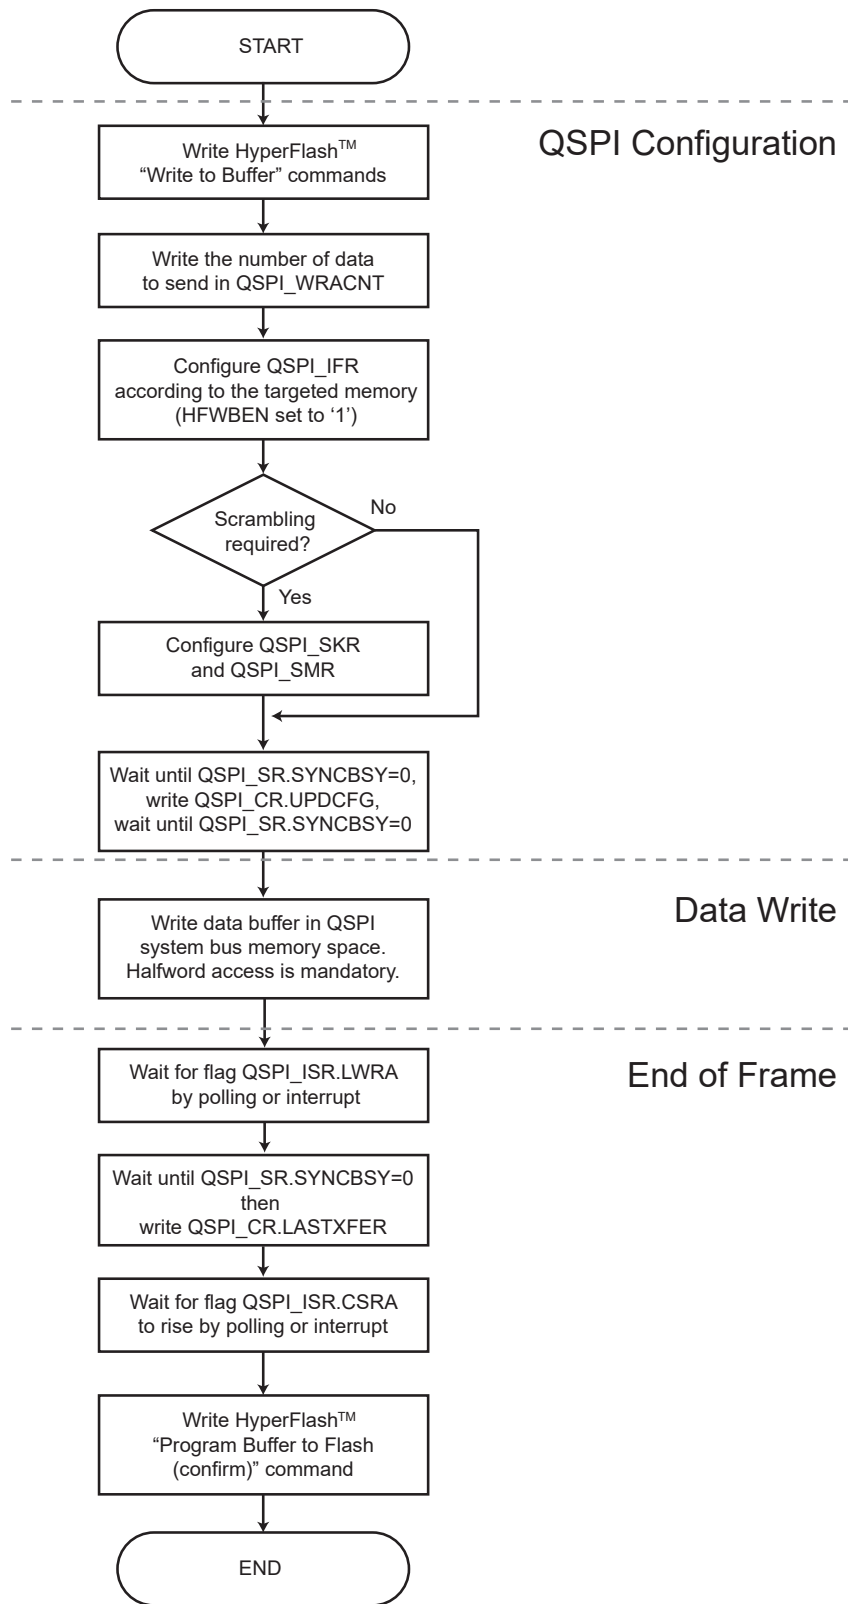 START
QSPI Configuration
Write HyperFlash™
“Write to Buffer” commands
Write the number of data
to send in QSPI_WRACNT
Configure QSPI_IFR
according to the targeted memory
(HFWBEN set to ‘1’)
No
Scrambling
required?
Yes
Configure QSPI_SKR
and QSPI_SMR
Wait until QSPI_SR.SYNCBSY=0,
write QSPI_CR.UPDCFG,
wait until QSPI_SR.SYNCBSY=0
Data Write
Write data buffer in QSPI
system bus memory space.
Halfword access is mandatory.
End of Frame
Wait for flag QSPI_ISR.LWRA
by polling or interrupt
Wait until QSPI_SR.SYNCBSY=0
then
write QSPI_CR.LASTXFER
Wait for flag QSPI_ISR.CSRA
to rise by polling or interrupt
Write HyperFlash™
“Program Buffer to Flash
(confirm)” command
END